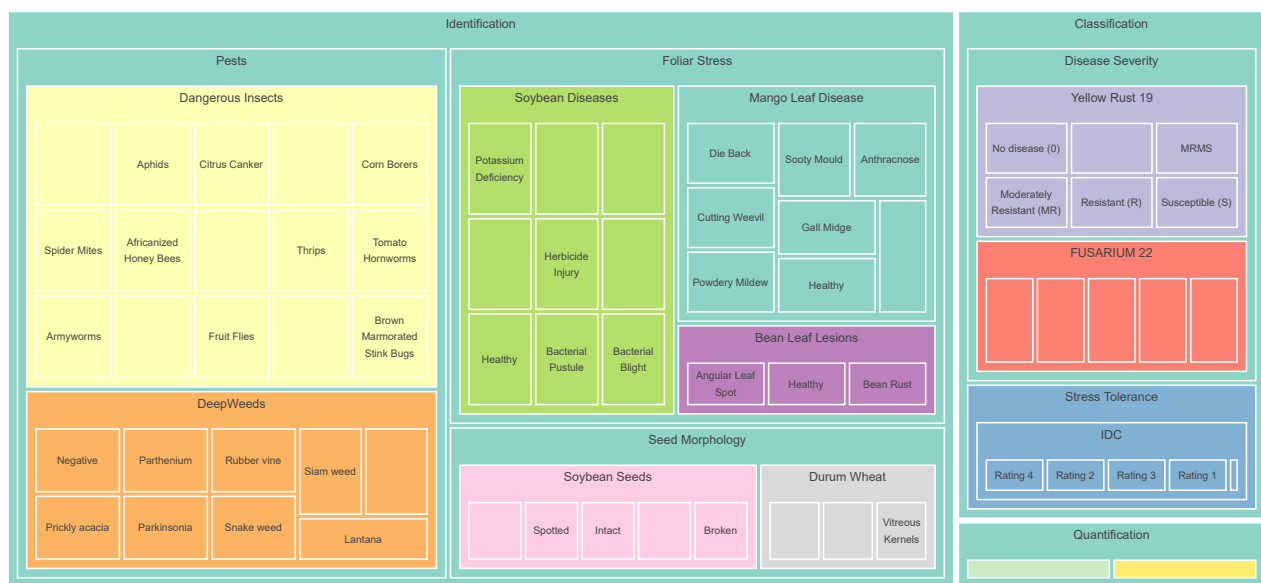 Identification
Pests
Dangerous Insects
Aphids
Citrus Canker
Corn Borers
Spider Mites
Africanized
Honey Bees
Thrips
Tomato
Hornworms
Armyworms
Fruit Flies
Brown
Marmorated
Stink Bugs
DeepWeeds
Negative
Parthenium
Rubber vine
Siam weed
Prickly acacia
Parkinsonia
Snake weed
Lantana
Foliar Stress
Soybean Diseases
Potassium
Deficiency
Herbicide
Injury
Healthy
Bacterial
Pustule
Bacterial
Blight
Mango Leaf Disease
Die Back
Sooty Mould
Anthracnose
Cutting Weevil
Gall Midge
Powdery Mildew
Healthy
Bean Leaf Lesions
Angular Leaf
Spot
Healthy
Bean Rust
Seed Morphology
Soybean Seeds
Spotted
Intact
Broken
Durum Wheat
Vitreous
Kernels
Classification
Disease Severity
Yellow Rust 19
No disease (0)
MRMS
Moderately
Resistant (MR)
Resistant (R)
Susceptible (S)
FUSARIUM 22
Stress Tolerance
IDC
Rating 4
Rating 2
Rating 3
Rating 1
Quantification